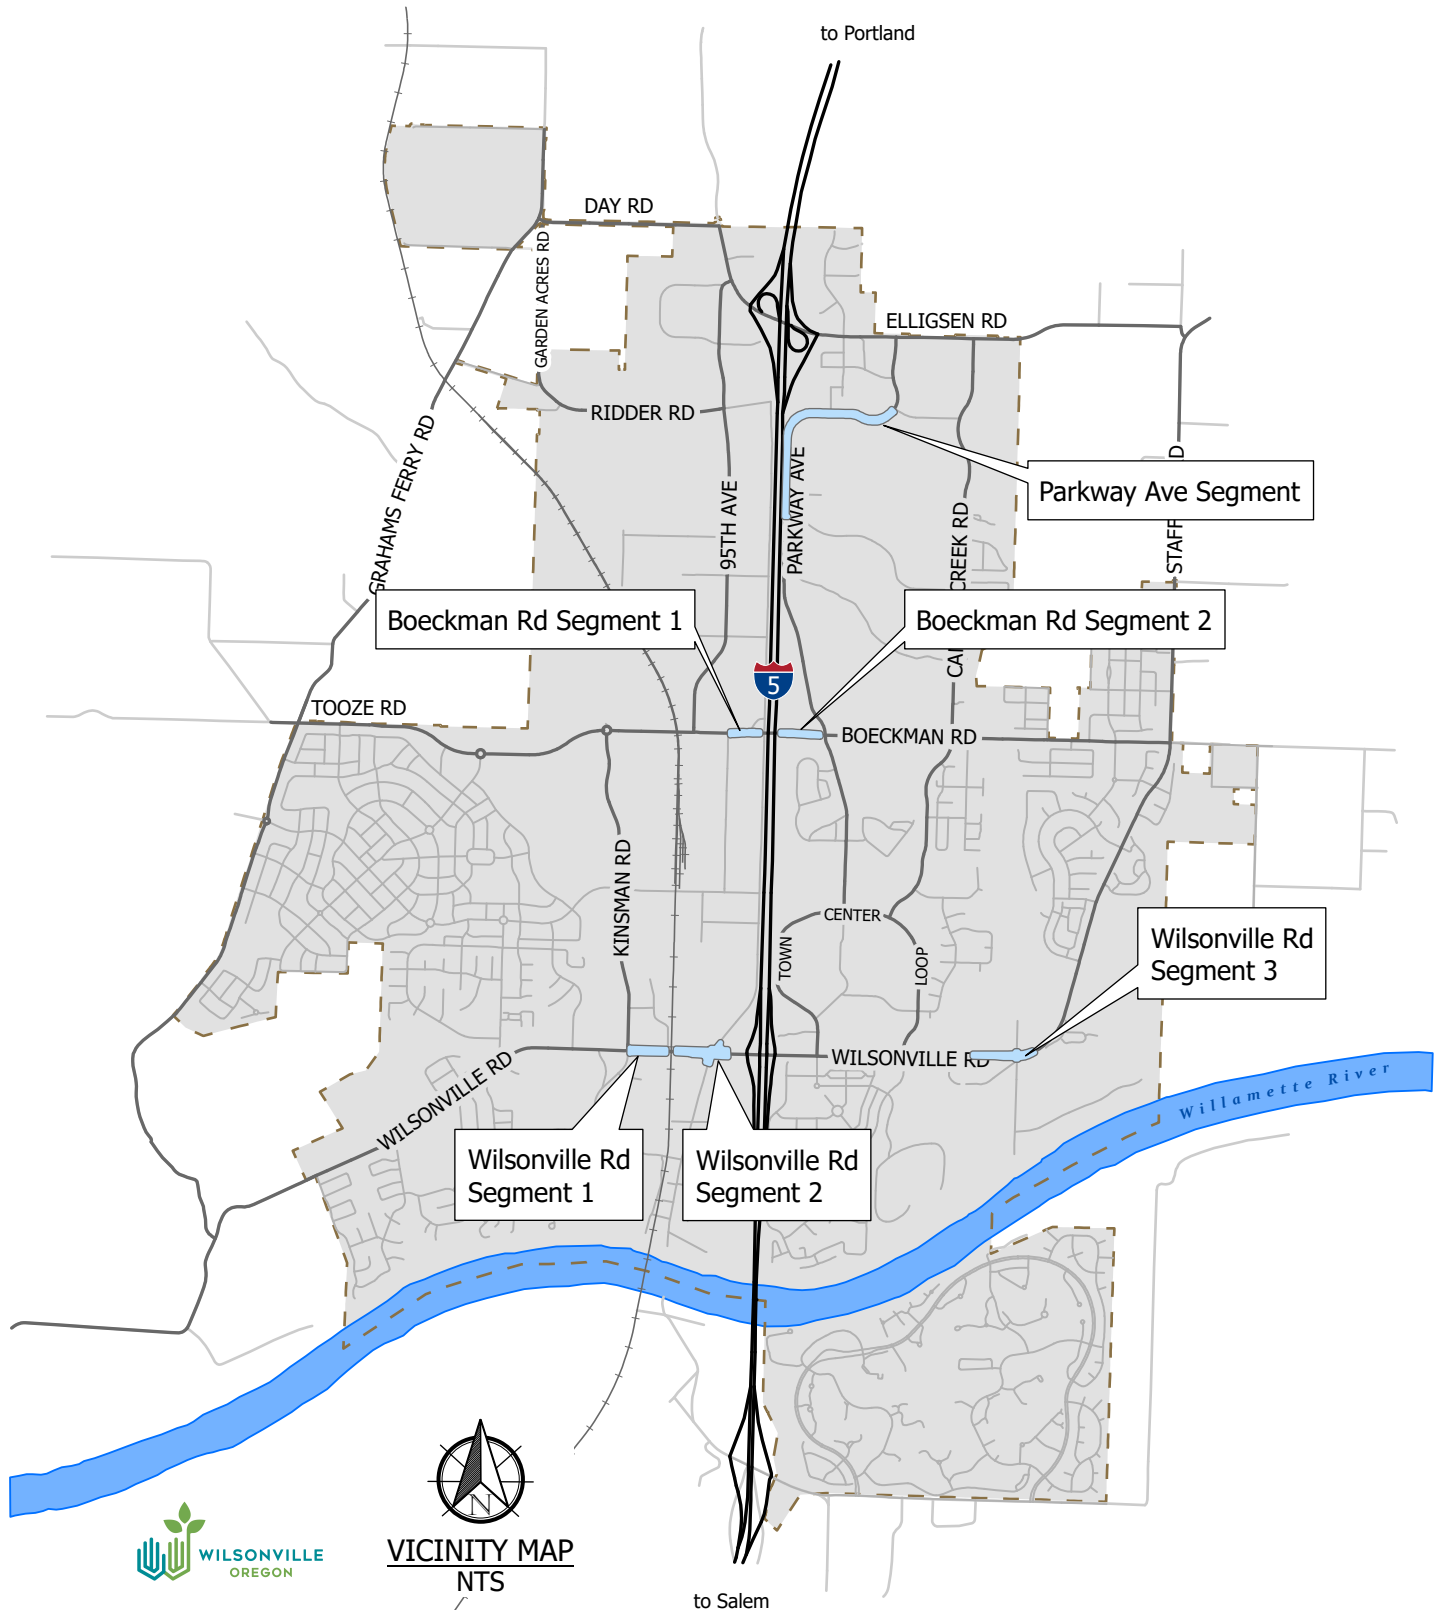 to Portland
DAY RD
GARDEN ACRES RD
ELLIGSEN RD
RIDDER RD
GRAHAMS FERRY RD
95TH AVE
PARKWAY AVE
Parkway Ave Segment
CREEK RD
Boeckman Rd Segment 1
Boeckman Rd Segment 2
5
TOOZE RD
BOECKMAN RD
KINSMAN RD
CENTER
TOWN
LOOP
Wilsonville Rd
Segment 3
WILSONVILLE RD
WILSONVILLE RD
Willamette River
Wilsonville Rd
Segment 1
Wilsonville Rd
Segment 2
N
WILSONVILLE
OREGON
VICINITY MAP
NTS
to Salem